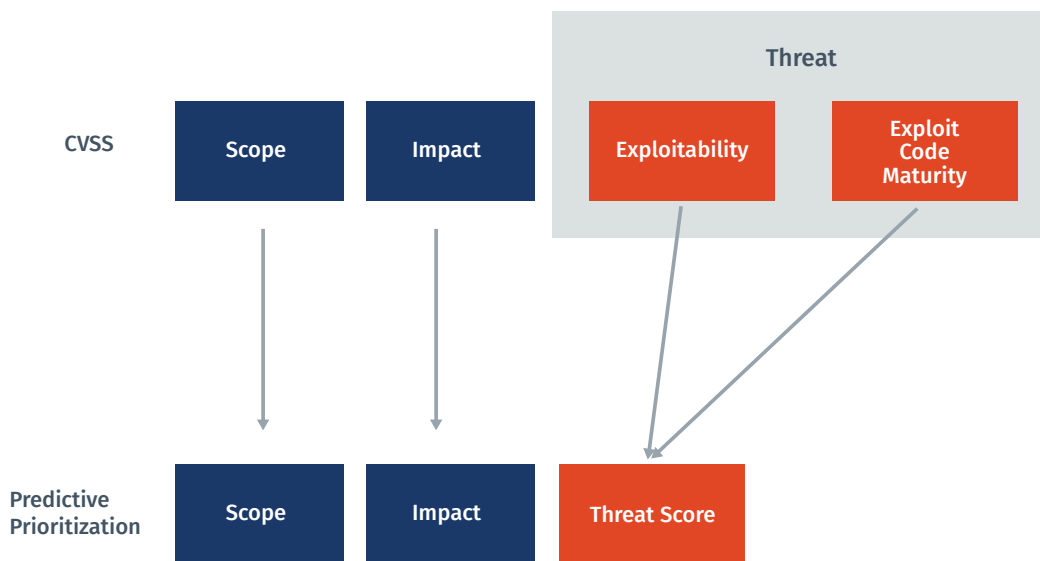 Threat
CVSS
Scope
Impact
Exploitability
Exploit
Code
Maturity
Predictive
Prioritization
Scope
Impact
Threat Score